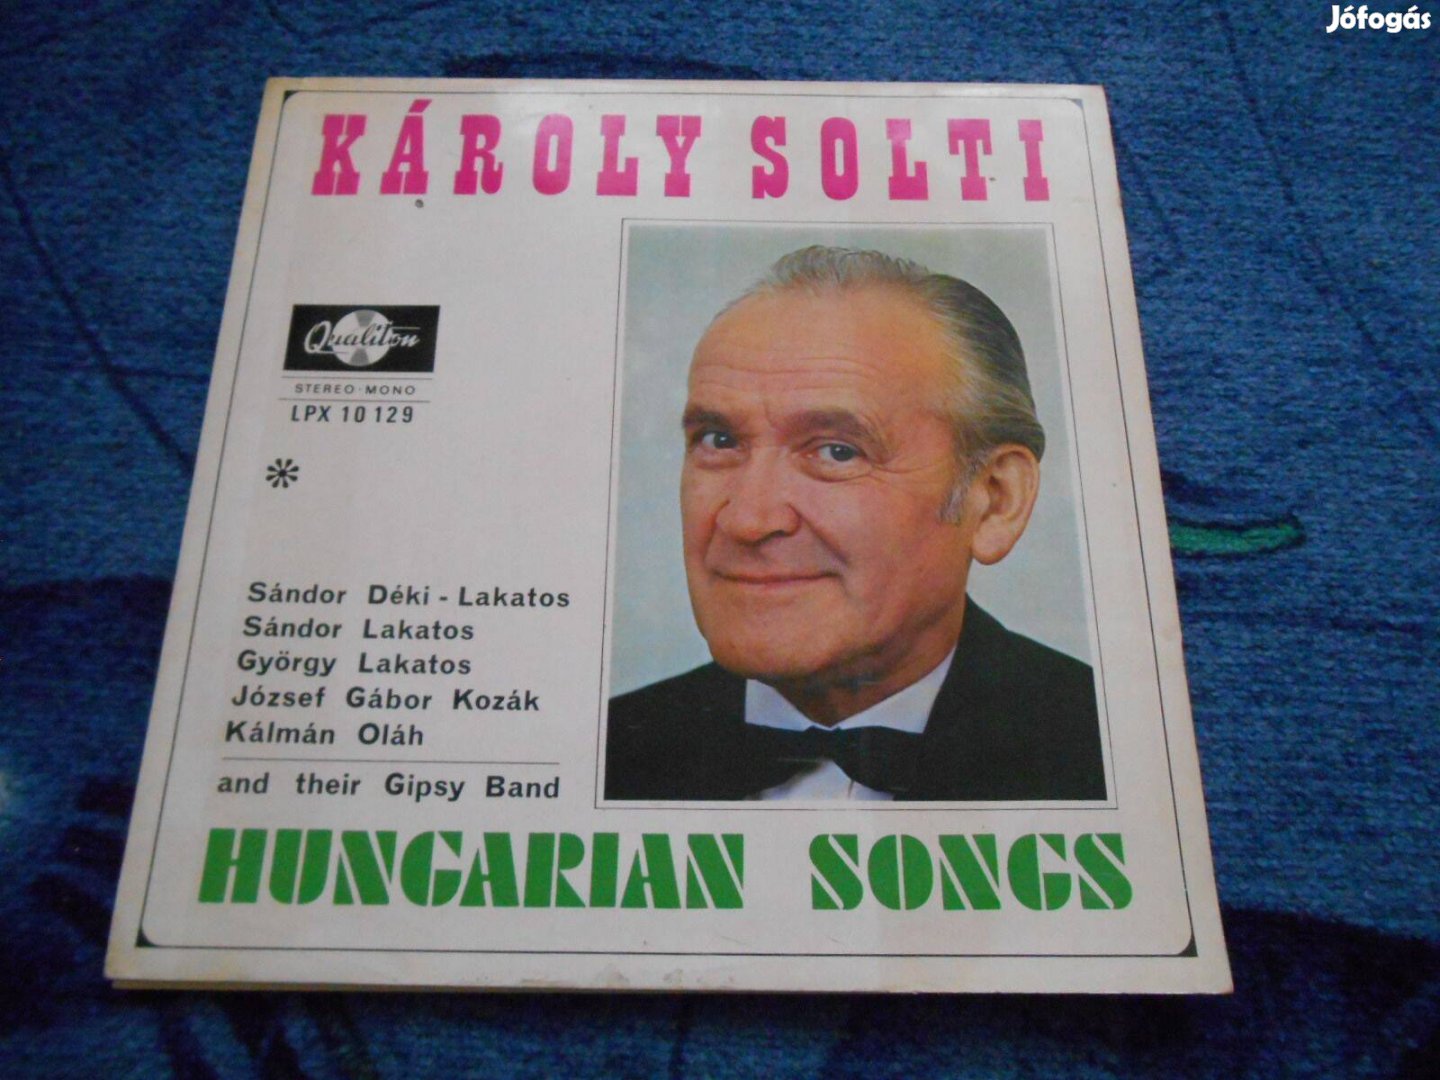 Jófogás
KÁROLY SOLTI
Qualiton
STEREO · MONO
LPX 10 129
Sándor Déki - Lakatos
Sándor Lakatos
György Lakatos
József Gábor Kozák
Kálmán Oláh
and their Gipsy Band
HUNGARIAN SONGS